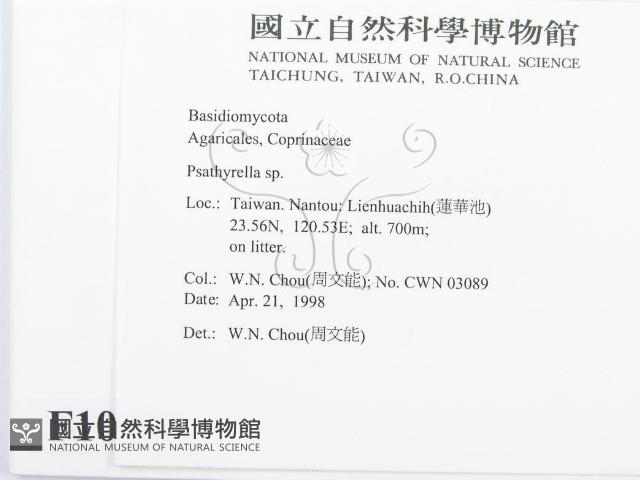 國立自然科學博物館
NATIONAL MUSEUM OF NATURAL SCIENCE
TAICHUNG, TAIWAN, R.O.CHINA
Basidiomycota
Agaricales, Coprinaceae
Psathyrella sp.
Loc.: Taiwan. Nantou: Lienhuachih(蓮華池)
23.56N, 120.53E; alt. 700m;
on litter.
Col.: W.N. Chou(周文能); No. CWN 03089
Date: Apr. 21, 1998
Det.: W.N. Chou(周文能)
國立自然科學博物館
NATIONAL MUSEUM OF NATURAL SCIENCE